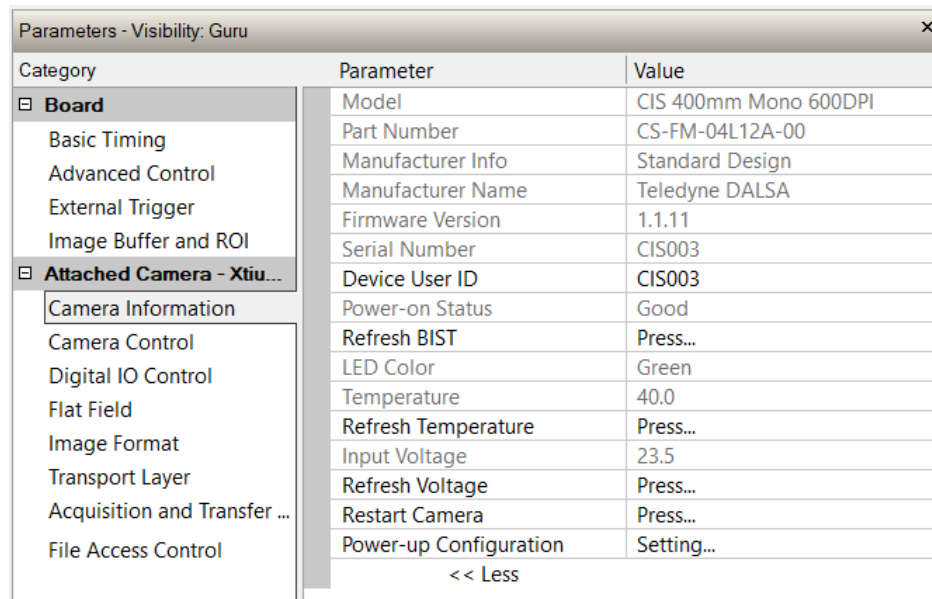 Parameters - Visibility: Guru ×
Category
Board
Basic Timing
Advanced Control
External Trigger
Image Buffer and ROI
Attached Camera - Xtiu...
Camera Information
Camera Control
Digital IO Control
Flat Field
Image Format
Transport Layer
Acquisition and Transfer ...
File Access Control
Parameter Value
Model CIS 400mm Mono 600DPI
Part Number CS-FM-04L12A-00
Manufacturer Info Standard Design
Manufacturer Name Teledyne DALSA
Firmware Version 1.1.11
Serial Number CIS003
Device User ID CIS003
Power-on Status Good
Refresh BIST Press...
LED Color Green
Temperature 40.0
Refresh Temperature Press...
Input Voltage 23.5
Refresh Voltage Press...
Restart Camera Press...
Power-up Configuration Setting...
<< Less